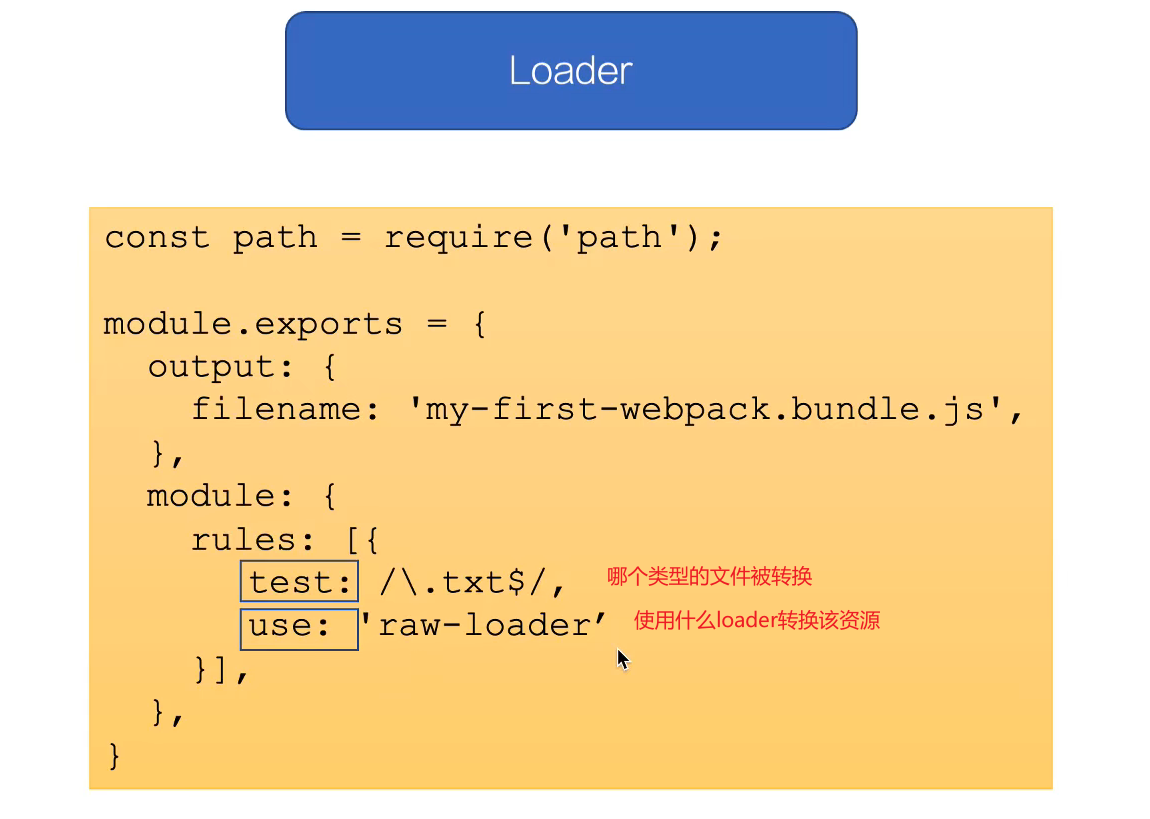 Loader
const path = require('path');
module.exports = {
output: {
filename: 'my-first-webpack.bundle.js',
},
module: {
rules: [{
test: /\.txt$/, 哪个类型的文件被转换
use: 'raw-loader’ 使用什么loader转换该资源
}],
},
}